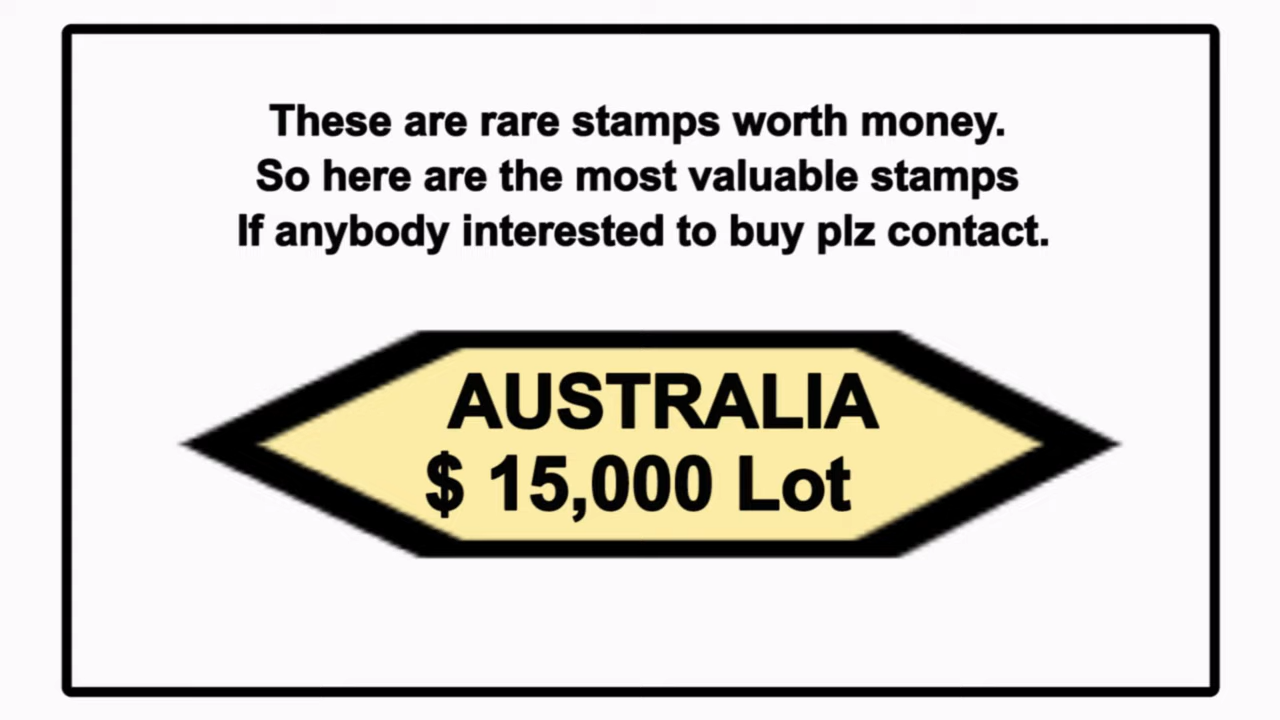 These are rare stamps worth money.
So here are the most valuable stamps
If anybody interested to buy plz contact.
AUSTRALIA
$ 15,000 Lot